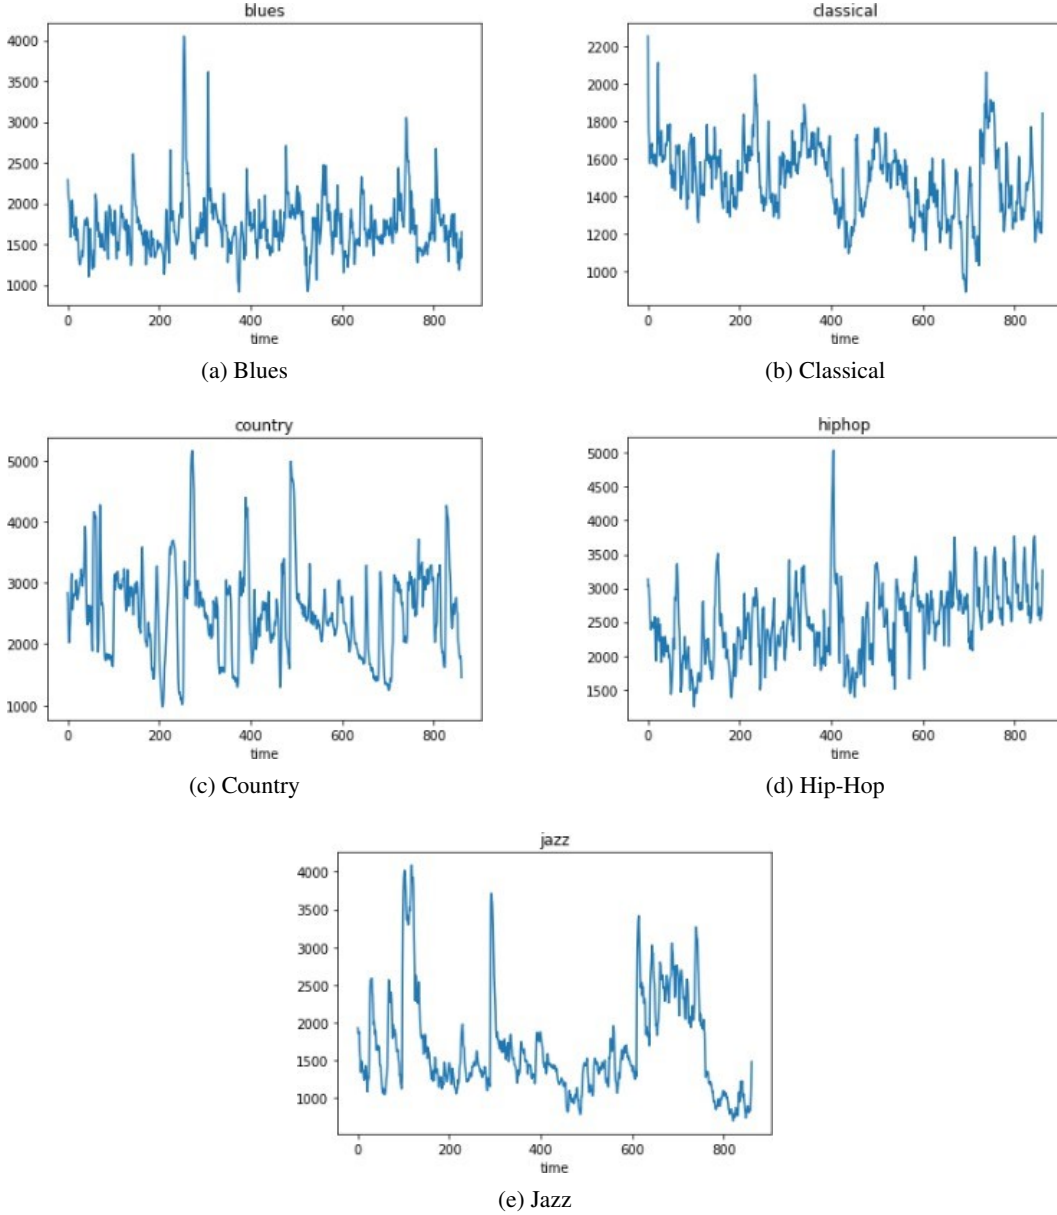 blues
4000
3500
3000
2500
2000
1500
1000
0 200 400 600 800
time
(a) Blues
classical
2200
2000
1800
1600
1400
1200
1000
0 200 400 600 800
time
(b) Classical
country
5000
4000
3000
2000
1000
0 200 400 600 800
time
(c) Country
hiphop
5000
4500
4000
3500
3000
2500
2000
1500
0 200 400 600 800
time
(d) Hip-Hop
jazz
4000
3500
3000
2500
2000
1500
1000
0 200 400 600 800
time
(e) Jazz